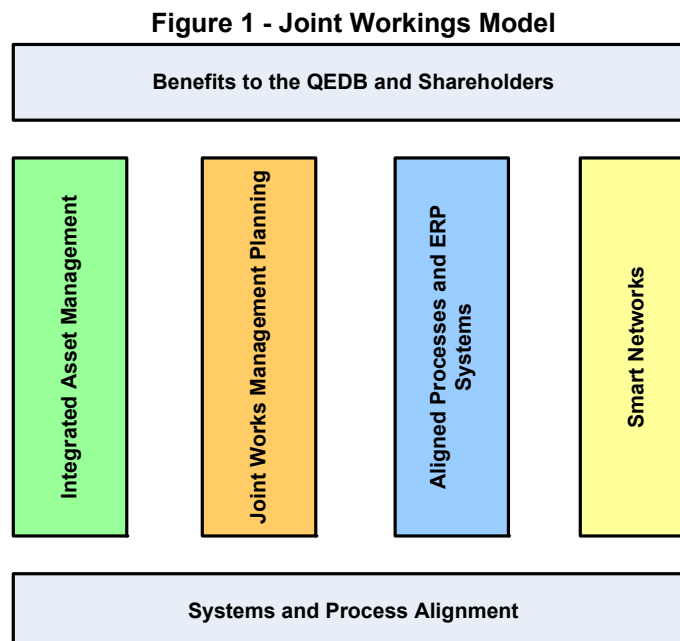 Figure 1 - Joint Workings Model
Benefits to the QEDB and Shareholders
Integrated Asset Management
Joint Works Management Planning
Aligned Processes and ERP
Systems
Smart Networks
Systems and Process Alignment